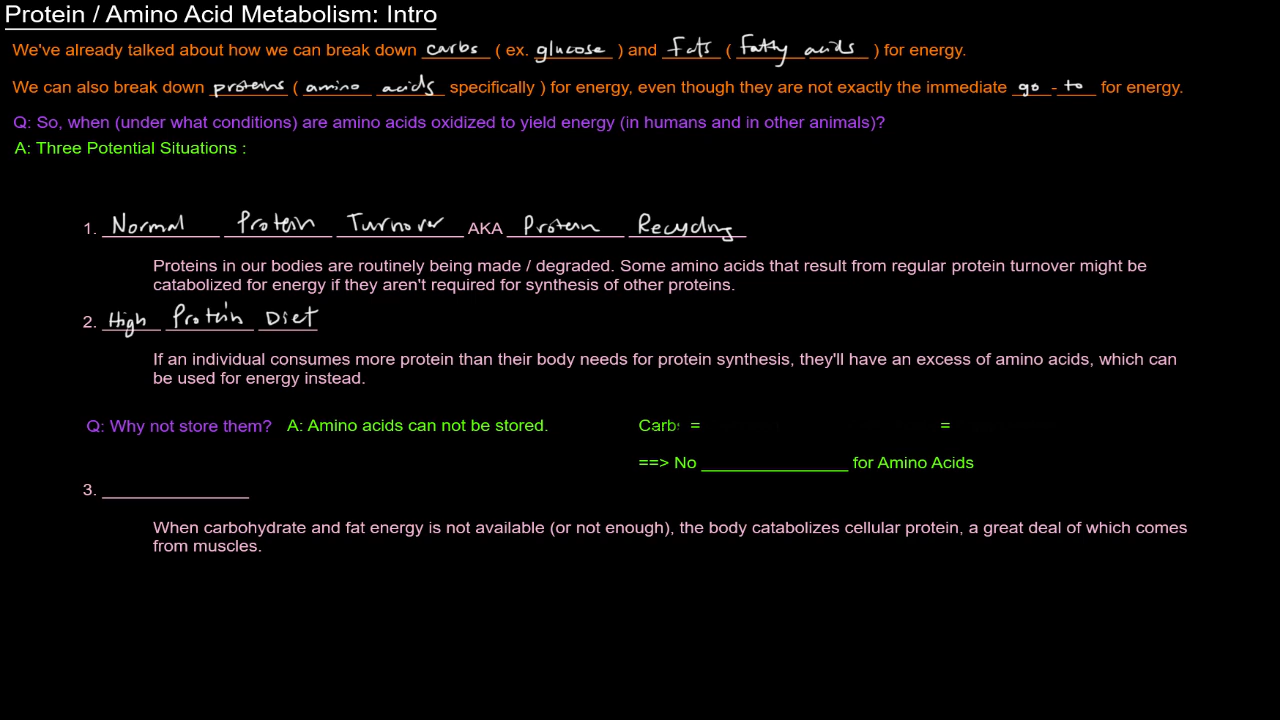 Protein / Amino Acid Metabolism: Intro
We've already talked about how we can break down carbs ( ex. glucose ) and Fats ( Fatty acids ) for energy.
We can also break down proteins ( amino acids specifically ) for energy, even though they are not exactly the immediate go - to for energy.
Q: So, when (under what conditions) are amino acids oxidized to yield energy (in humans and in other animals)?
A: Three Potential Situations :
1. Normal Protein Turnover AKA Protein Recycling
Proteins in our bodies are routinely being made / degraded. Some amino acids that result from regular protein turnover might be
catabolized for energy if they aren't required for synthesis of other proteins.
2. High Protein Diet
If an individual consumes more protein than their body needs for protein synthesis, they'll have an excess of amino acids, which can
be used for energy instead.
Q: Why not store them? A: Amino acids can not be stored. Carbs = =
==> No _______________ for Amino Acids
3. _______________
When carbohydrate and fat energy is not available (or not enough), the body catabolizes cellular protein, a great deal of which comes
from muscles.